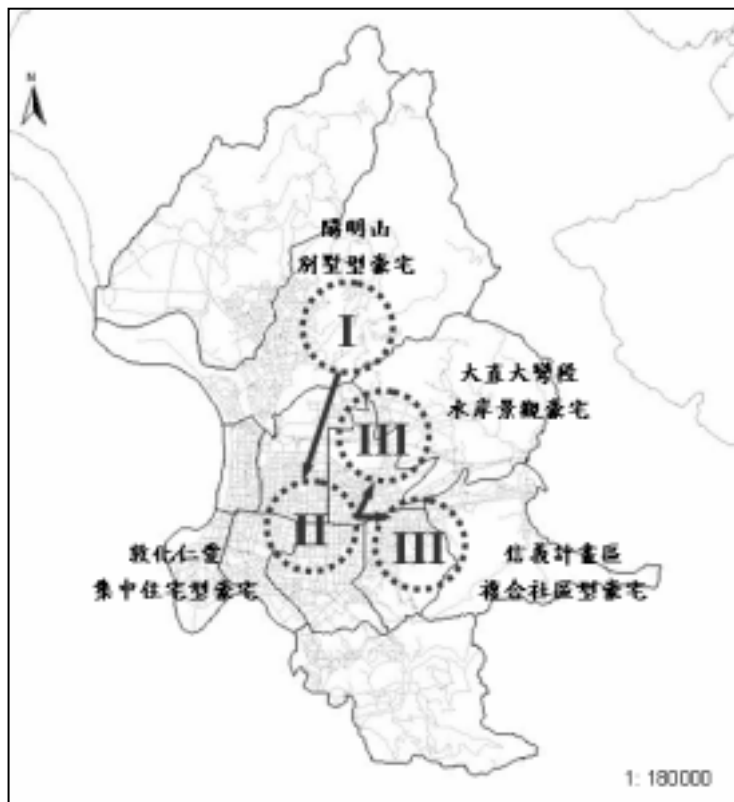 N
陽明山
別墅型豪宅
I
大直大彎段
水岸景觀豪宅
III
II
III
敦化仁愛
集中住宅型豪宅
信義計畫區
複合社區型豪宅
1: 180000